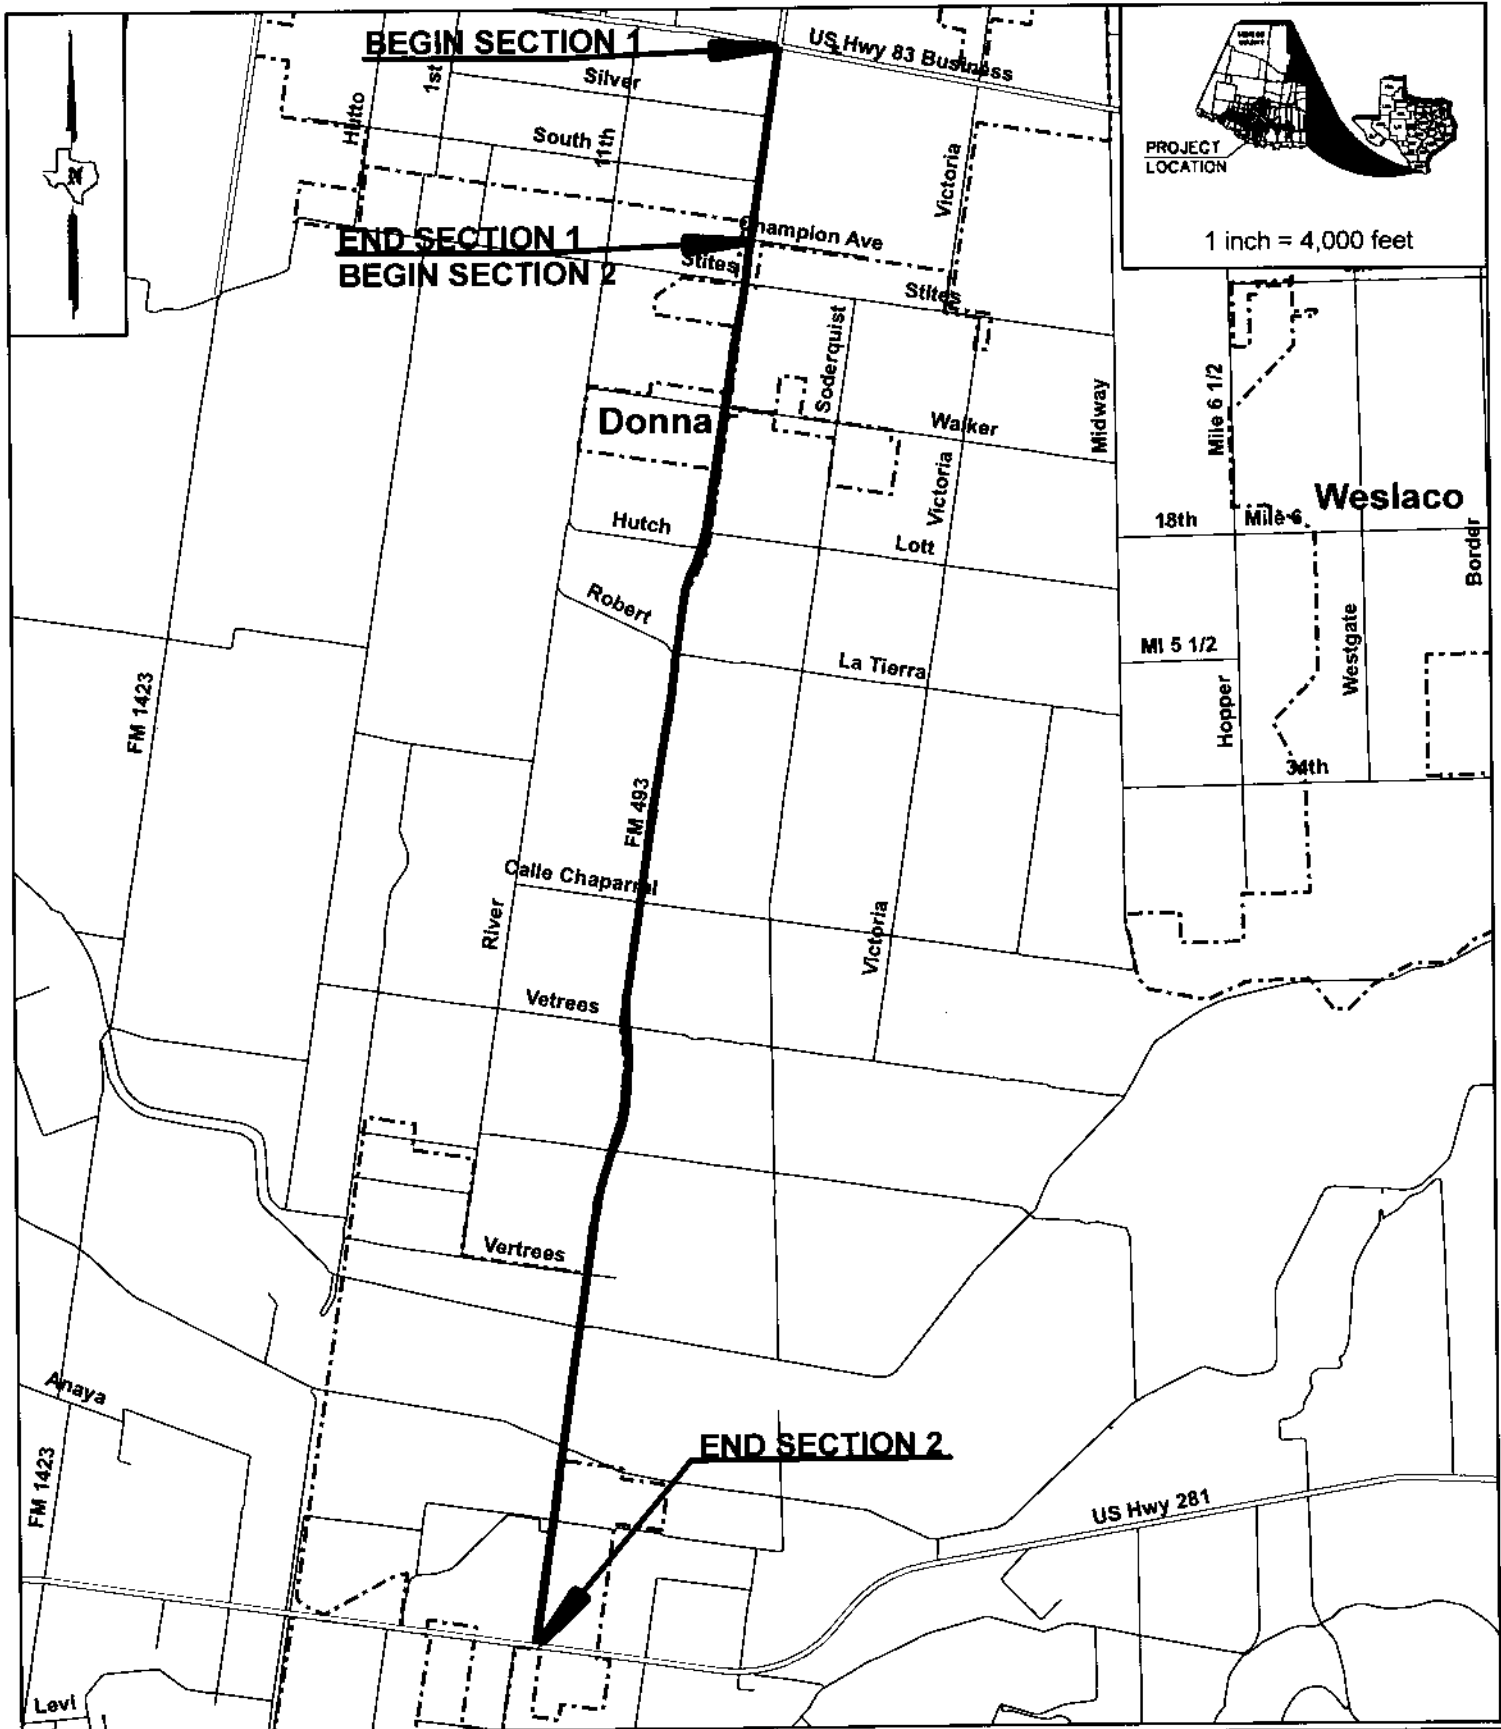 BEGIN SECTION 1
US Hwy 83 Business
1st
Silver
Hutto
South
11th
Victoria
PROJECT
LOCATION
1 inch = 4,000 feet
END SECTION 1
BEGIN SECTION 2
Champion Ave
Stites
Stites
Soderquist
Midway
Mile 6 1/2
Donna
Walker
Victoria
Weslaco
Hutch
Lott
18th
Mile 6
Border
Robert
La Tierra
MI 5 1/2
Westgate
Hopper
FM 1423
34th
FM 493
Calle Chaparral
River
Victoria
Vetrees
Vertrees
Anaya
END SECTION 2
FM 1423
US Hwy 281
Levi